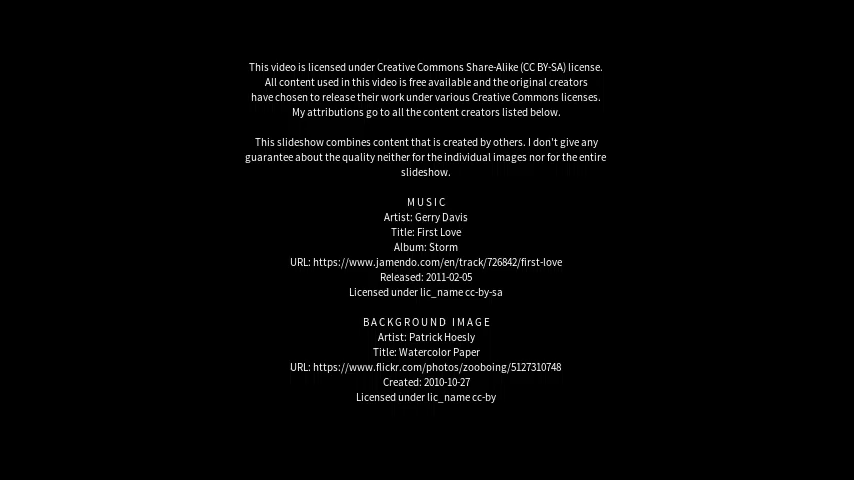 This video is licensed under Creative Commons Share-Alike (CC BY-SA) license.
All content used in this video is free available and the original creators
have chosen to release their work under various Creative Commons licenses.
My attributions go to all the content creators listed below.
This slideshow combines content that is created by others. I don't give any
guarantee about the quality neither for the individual images nor for the entire
slideshow.
MUSIC
Artist: Gerry Davis
Title: First Love
Album: Storm
URL: https://www.jamendo.com/en/track/726842/first-love
Released: 2011-02-05
Licensed under lic_name cc-by-sa
BACKGROUND IMAGE
Artist: Patrick Hoesly
Title: Watercolor Paper
URL: https://www.flickr.com/photos/zooboing/5127310748
Created: 2010-10-27
Licensed under lic_name cc-by